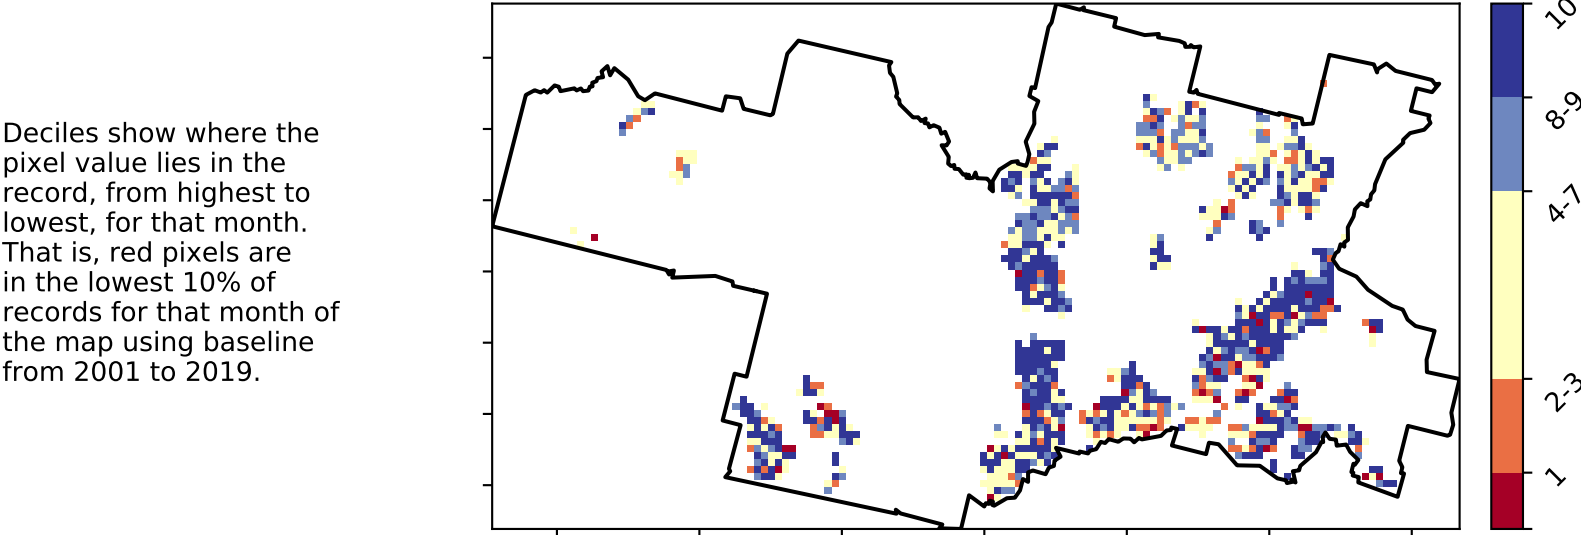 Deciles show where the
pixel value lies in the
record, from highest to
lowest, for that month.
That is, red pixels are
in the lowest 10% of
records for that month of
the map using baseline
from 2001 to 2019.
10
8-9
4-7
2-3
1